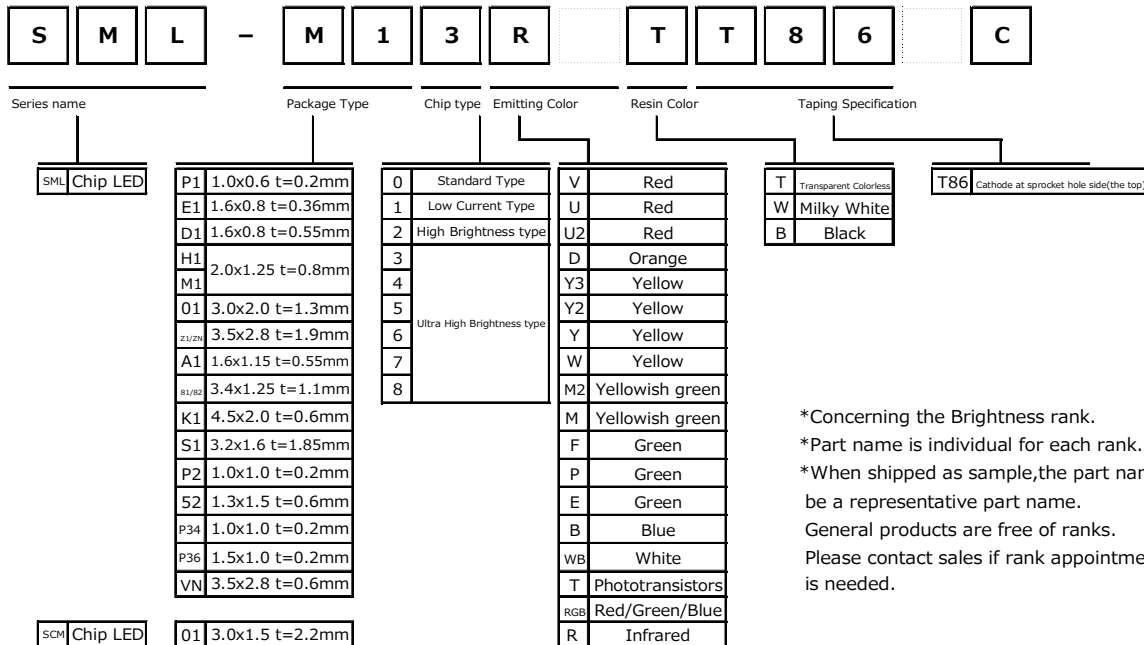 S M L - M 1 3 R T T 8 6 C
Series name Package Type Chip type Emitting Color Resin Color Taping Specification
SML Chip LED
P1 1.0x0.6 t=0.2mm
E1 1.6x0.8 t=0.36mm
D1 1.6x0.8 t=0.55mm
H1
M1 2.0x1.25 t=0.8mm
01 3.0x2.0 t=1.3mm
Z1/ZN 3.5x2.8 t=1.9mm
A1 1.6x1.15 t=0.55mm
81/82 3.4x1.25 t=1.1mm
K1 4.5x2.0 t=0.6mm
S1 3.2x1.6 t=1.85mm
P2 1.0x1.0 t=0.2mm
52 1.3x1.5 t=0.6mm
P34 1.0x1.0 t=0.2mm
P36 1.5x1.0 t=0.2mm
VN 3.5x2.8 t=0.6mm
SCM Chip LED
01 3.0x1.5 t=2.2mm
0 Standard Type
1 Low Current Type
2 High Brightness type
3
4
5
6
7
8
Ultra High Brightness type
V Red
U Red
U2 Red
D Orange
Y3 Yellow
Y2 Yellow
Y Yellow
W Yellow
M2 Yellowish green
M Yellowish green
F Green
P Green
E Green
B Blue
WB White
T Phototransistors
RGB Red/Green/Blue
R Infrared
T Transparent Colorless
W Milky White
B Black
T86 Cathode at sprocket hole side(the top)
*Concerning the Brightness rank.
*Part name is individual for each rank.
*When shipped as sample,the part
be a representative part name.
General products are free of ranks.
Please contact sales if rank
is needed.